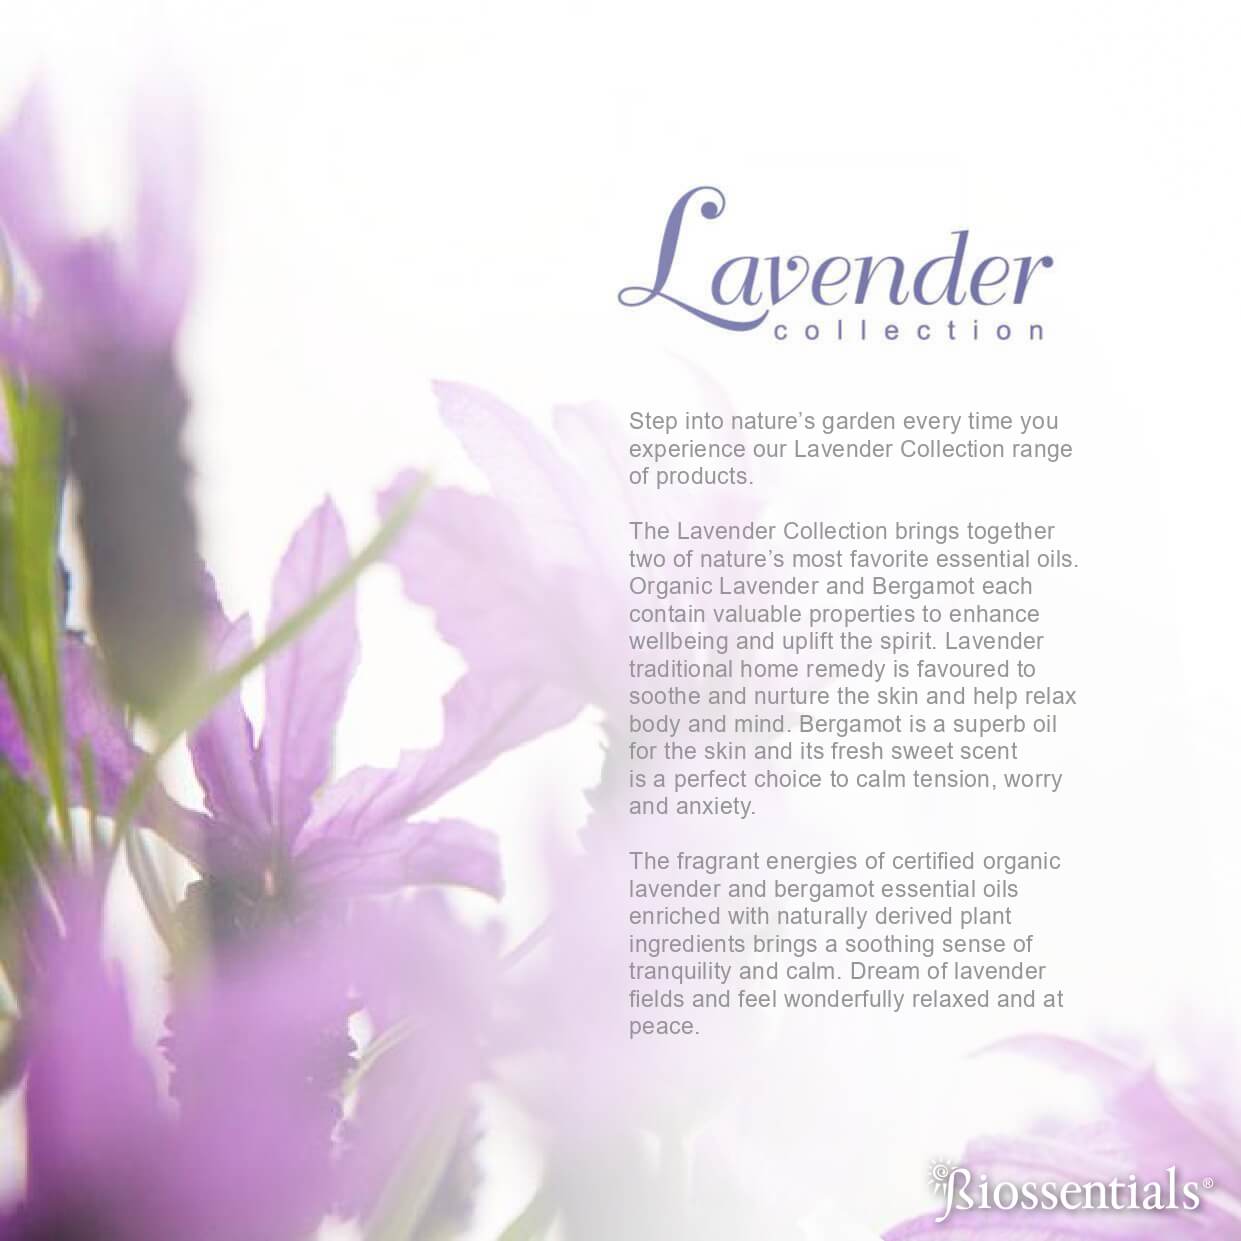 Lavender
collection
Step into nature’s garden every time you
experience our Lavender Collection range
of products.
The Lavender Collection brings together
two of nature’s most favorite essential oils.
Organic Lavender and Bergamot each
contain valuable properties to enhance
wellbeing and uplift the spirit. Lavender
traditional home remedy is favoured to
soothe and nurture the skin and help relax
body and mind. Bergamot is a superb oil
for the skin and its fresh sweet scent
is a perfect choice to calm tension, worry
and anxiety.
The fragrant energies of certified organic
lavender and bergamot essential oils
enriched with naturally derived plant
ingredients brings a soothing sense of
tranquility and calm. Dream of lavender
fields and feel wonderfully relaxed and at
peace.
Biossentials®